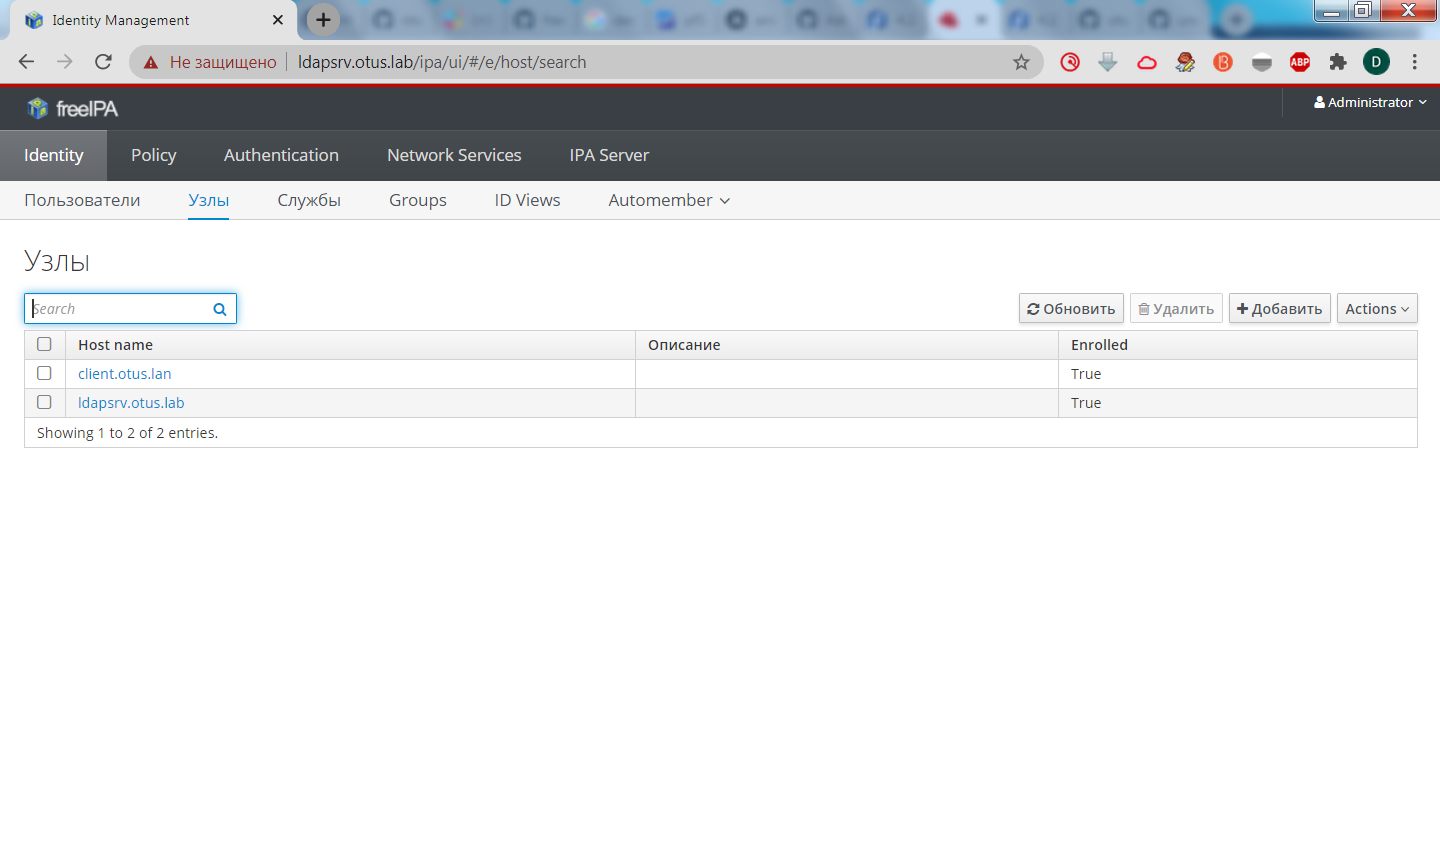 Identity Management
Не защищено ldapsrv.otus.lab/ipa/ui/#/e/host/search
ABP
D
freeIPA
Administrator
Identity Policy Authentication Network Services IPA Server
Пользователи Узлы Службы Groups ID Views Automember
Узлы
Search Обновить Удалить Добавить Actions
Host name Описание Enrolled
client.otus.lan True
ldapsrv.otus.lab True
Showing 1 to 2 of 2 entries.